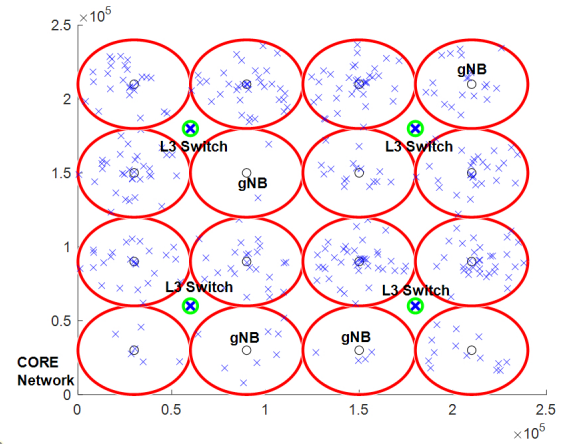 ×10⁵
2.5
gNB
2
L3 Switch
L3 Switch
1.5
gNB
1
L3 Switch
L3 Switch
0.5
gNB
gNB
CORE
Network
0
0
0.5
1
1.5
2
2.5
×10⁵